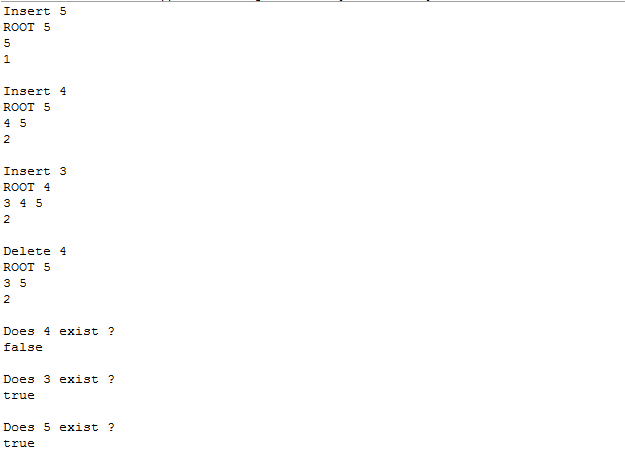 Insert 5
ROOT 5
5
1
Insert 4
ROOT 5
4 5
2
Insert 3
ROOT 4
3 4 5
2
Delete 4
ROOT 5
3 5
2
Does 4 exist ?
false
Does 3 exist ?
true
Does 5 exist ?
true